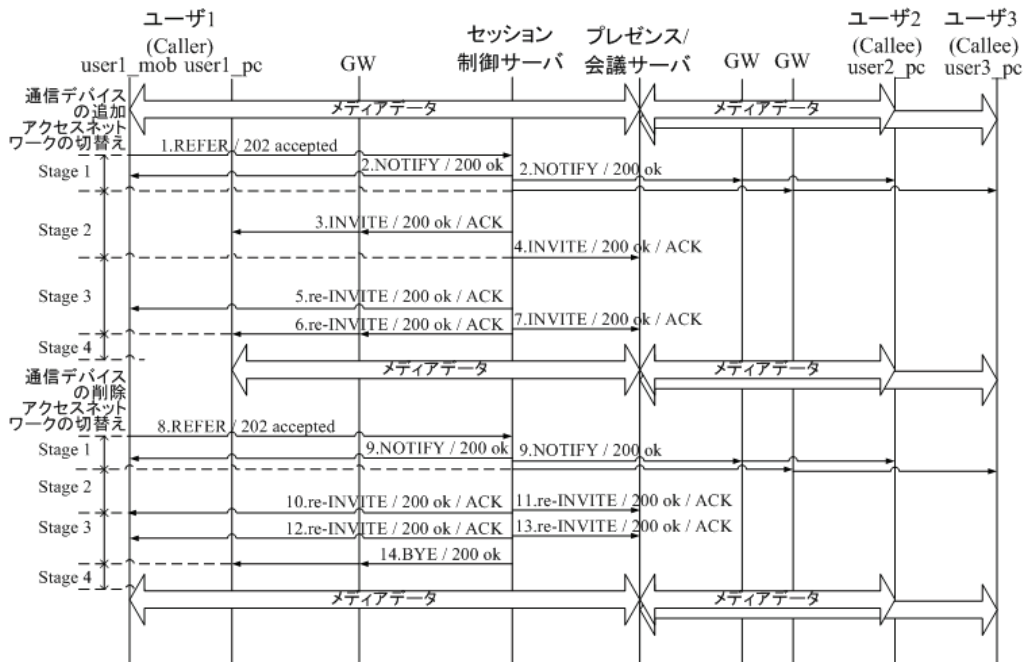 ユーザ1
(Caller)
user1_mob user1_pc
GW
セッション
制御サーバ
プレゼンス/
会議サーバ
GW
GW
ユーザ2
(Callee)
user2_pc
ユーザ3
(Callee)
user3_pc
通信デバイス
の追加
アクセスネット
ワークの切替え
メディアデータ
メディアデータ
1.REFER / 202 accepted
Stage 1
2.NOTIFY / 200 ok
2.NOTIFY / 200 ok
Stage 2
3.INVITE / 200 ok / ACK
4.INVITE / 200 ok / ACK
Stage 3
5.re-INVITE / 200 ok / ACK
6.re-INVITE / 200 ok / ACK
7.INVITE / 200 ok / ACK
Stage 4
メディアデータ
メディアデータ
通信デバイス
の削除
アクセスネット
ワークの切替え
8.REFER / 202 accepted
Stage 1
9.NOTIFY / 200 ok
9.NOTIFY / 200 ok
Stage 2
10.re-INVITE / 200 ok / ACK
11.re-INVITE / 200 ok / ACK
Stage 3
12.re-INVITE / 200 ok / ACK
13.re-INVITE / 200 ok / ACK
14.BYE / 200 ok
Stage 4
メディアデータ
メディアデータ